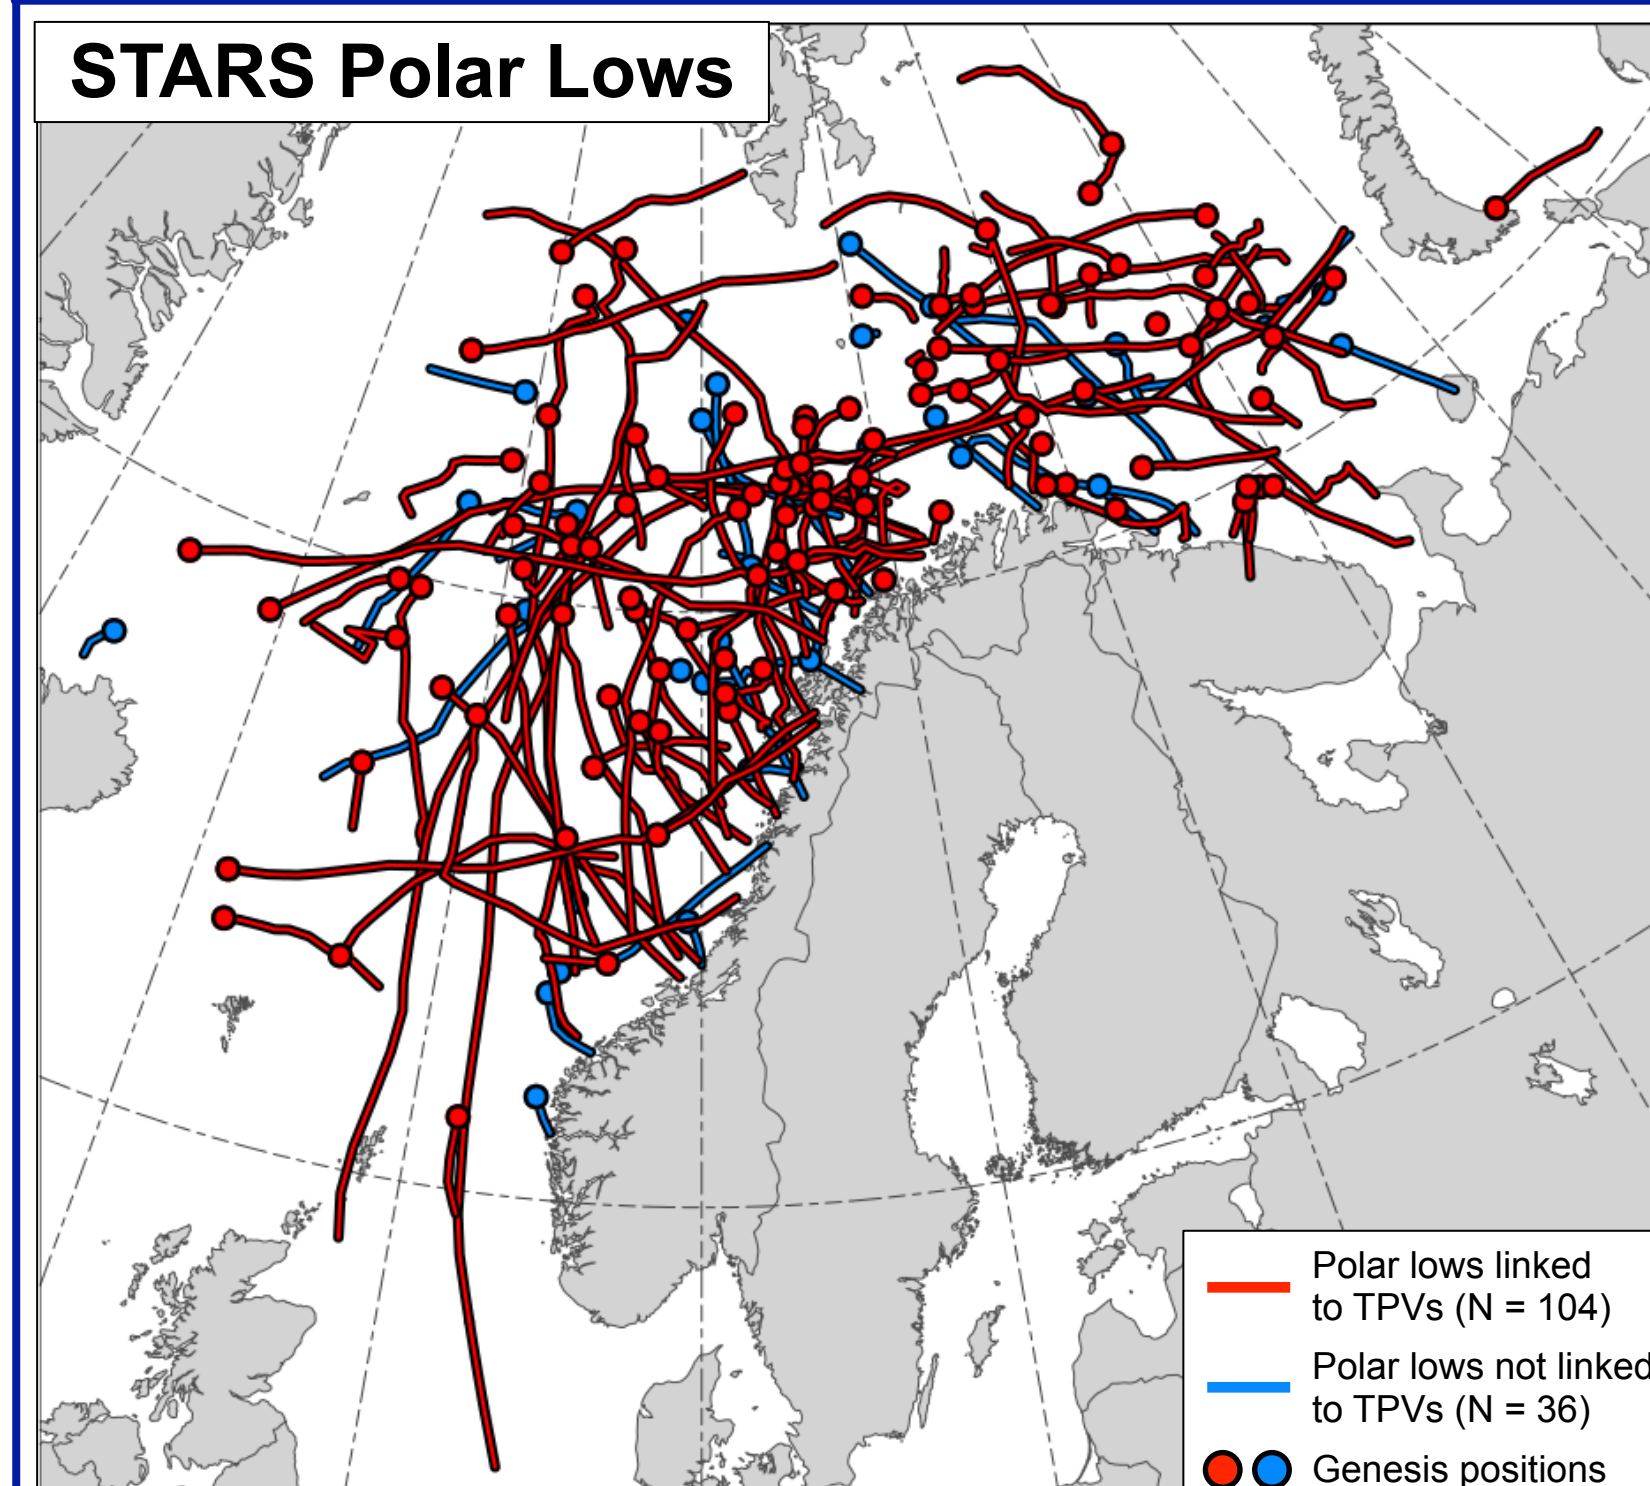 STARS Polar Lows
Polar lows linked
to TPVs (N = 104)
Polar lows not linked
to TPVs (N = 36)
Genesis positions